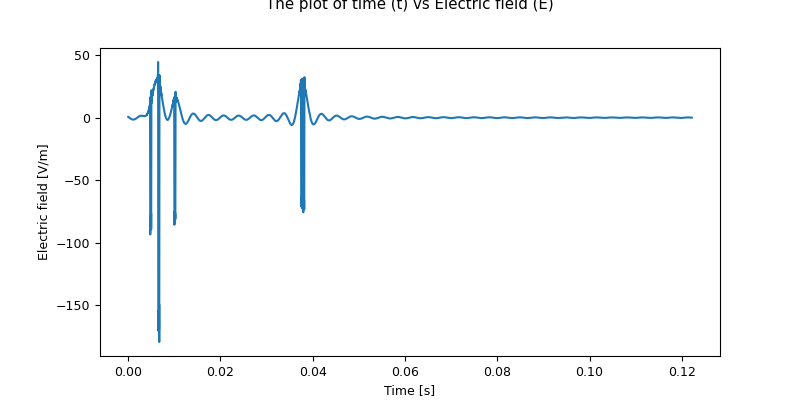 The plot of time (t) vs Electric field (E)
50
0
−50
−100
−150
Electric field [V/m]
0.00 0.02 0.04 0.06 0.08 0.10 0.12
Time [s]